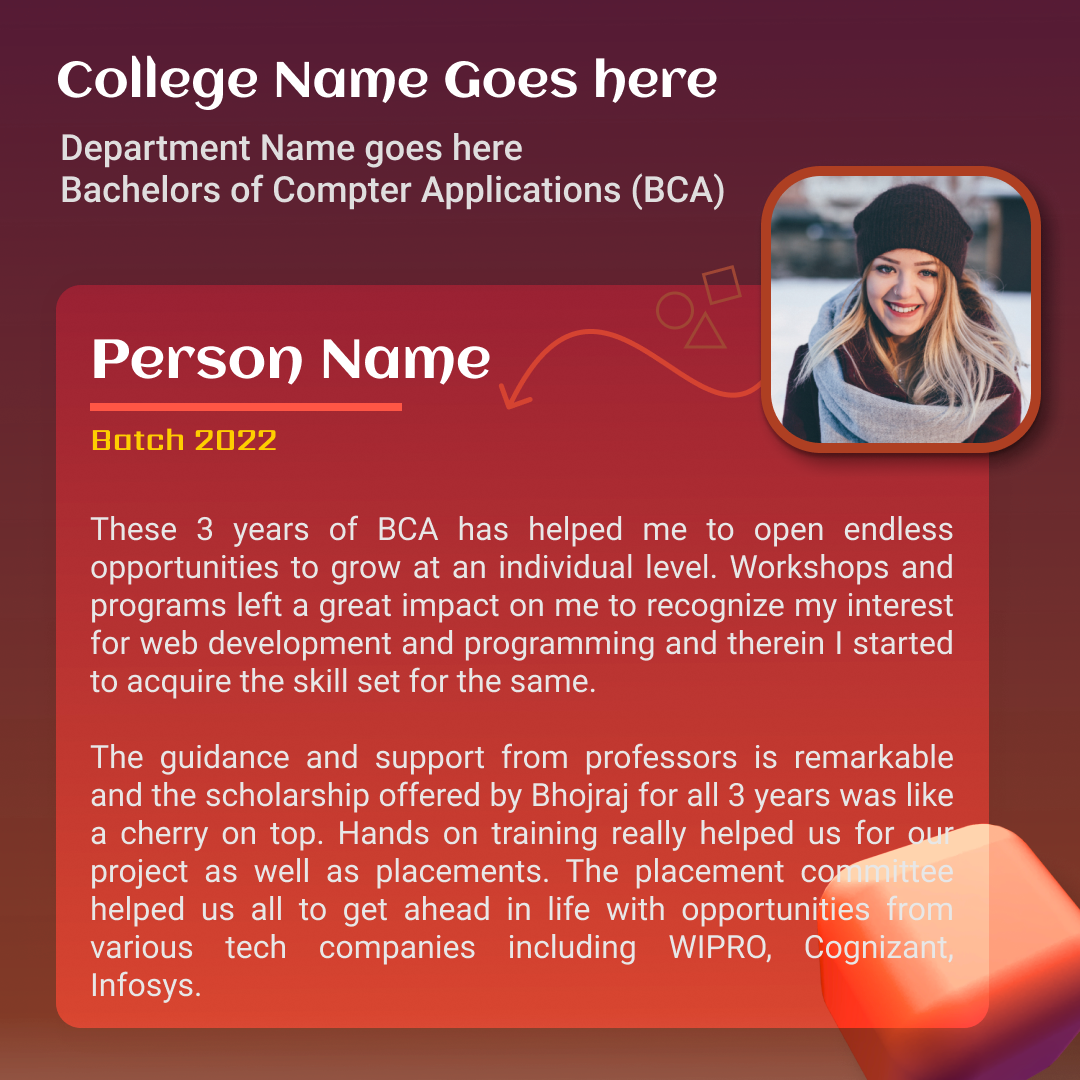 College Name Goes here
Department Name goes here
Bachelors of Compter Applications (BCA)
Person Name
Batch 2022
These 3 years of BCA has helped me to open endless
opportunities to grow at an individual level. Workshops and
programs left a great impact on me to recognize my interest
for web development and programming and therein I started
to acquire the skill set for the same.
The guidance and support from professors is remarkable
and the scholarship offered by Bhojraj for all 3 years was like
a cherry on top. Hands on training really helped us for our
project as well as placements. The placement committee
helped us all to get ahead in life with opportunities from
various tech companies including WIPRO, Cognizant,
Infosys.